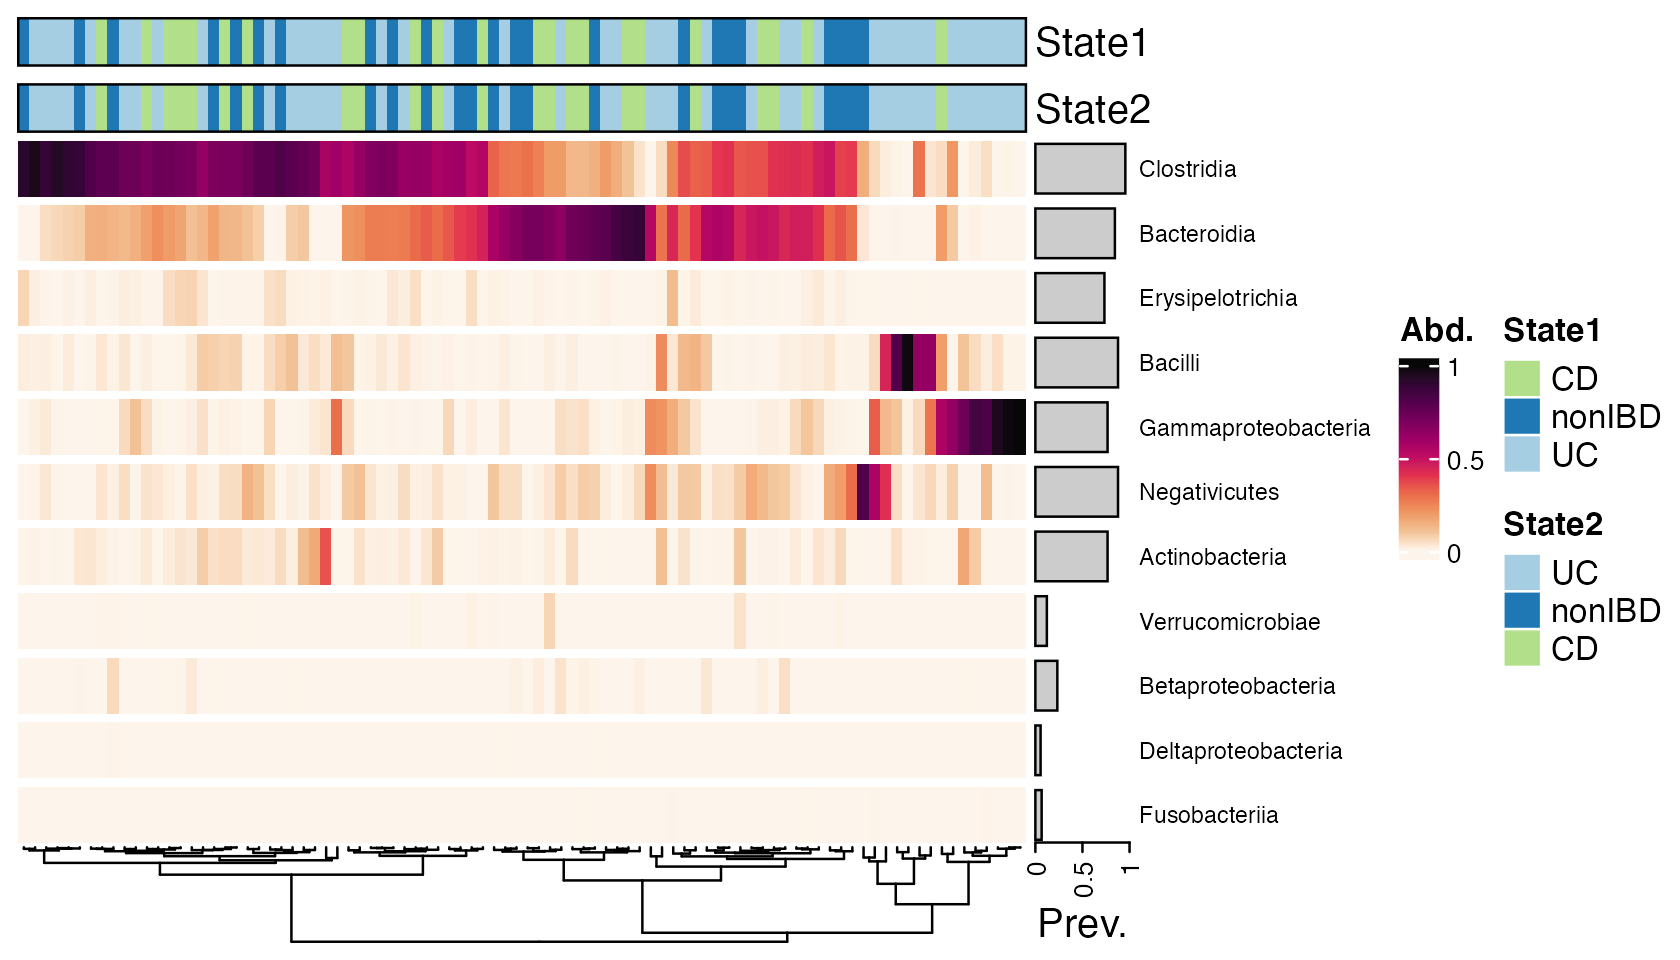 State1
State2
Clostridia
Bacteroidia
Erysipelotrichia
Bacilli
Gammaproteobacteria
Negativicutes
Actinobacteria
Verrucomicrobiae
Betaproteobacteria
Deltaproteobacteria
Fusobacteriia
0
0.5
1
Prev.
Abd.
1
0.5
0
State1
CD
nonIBD
UC
State2
UC
nonIBD
CD